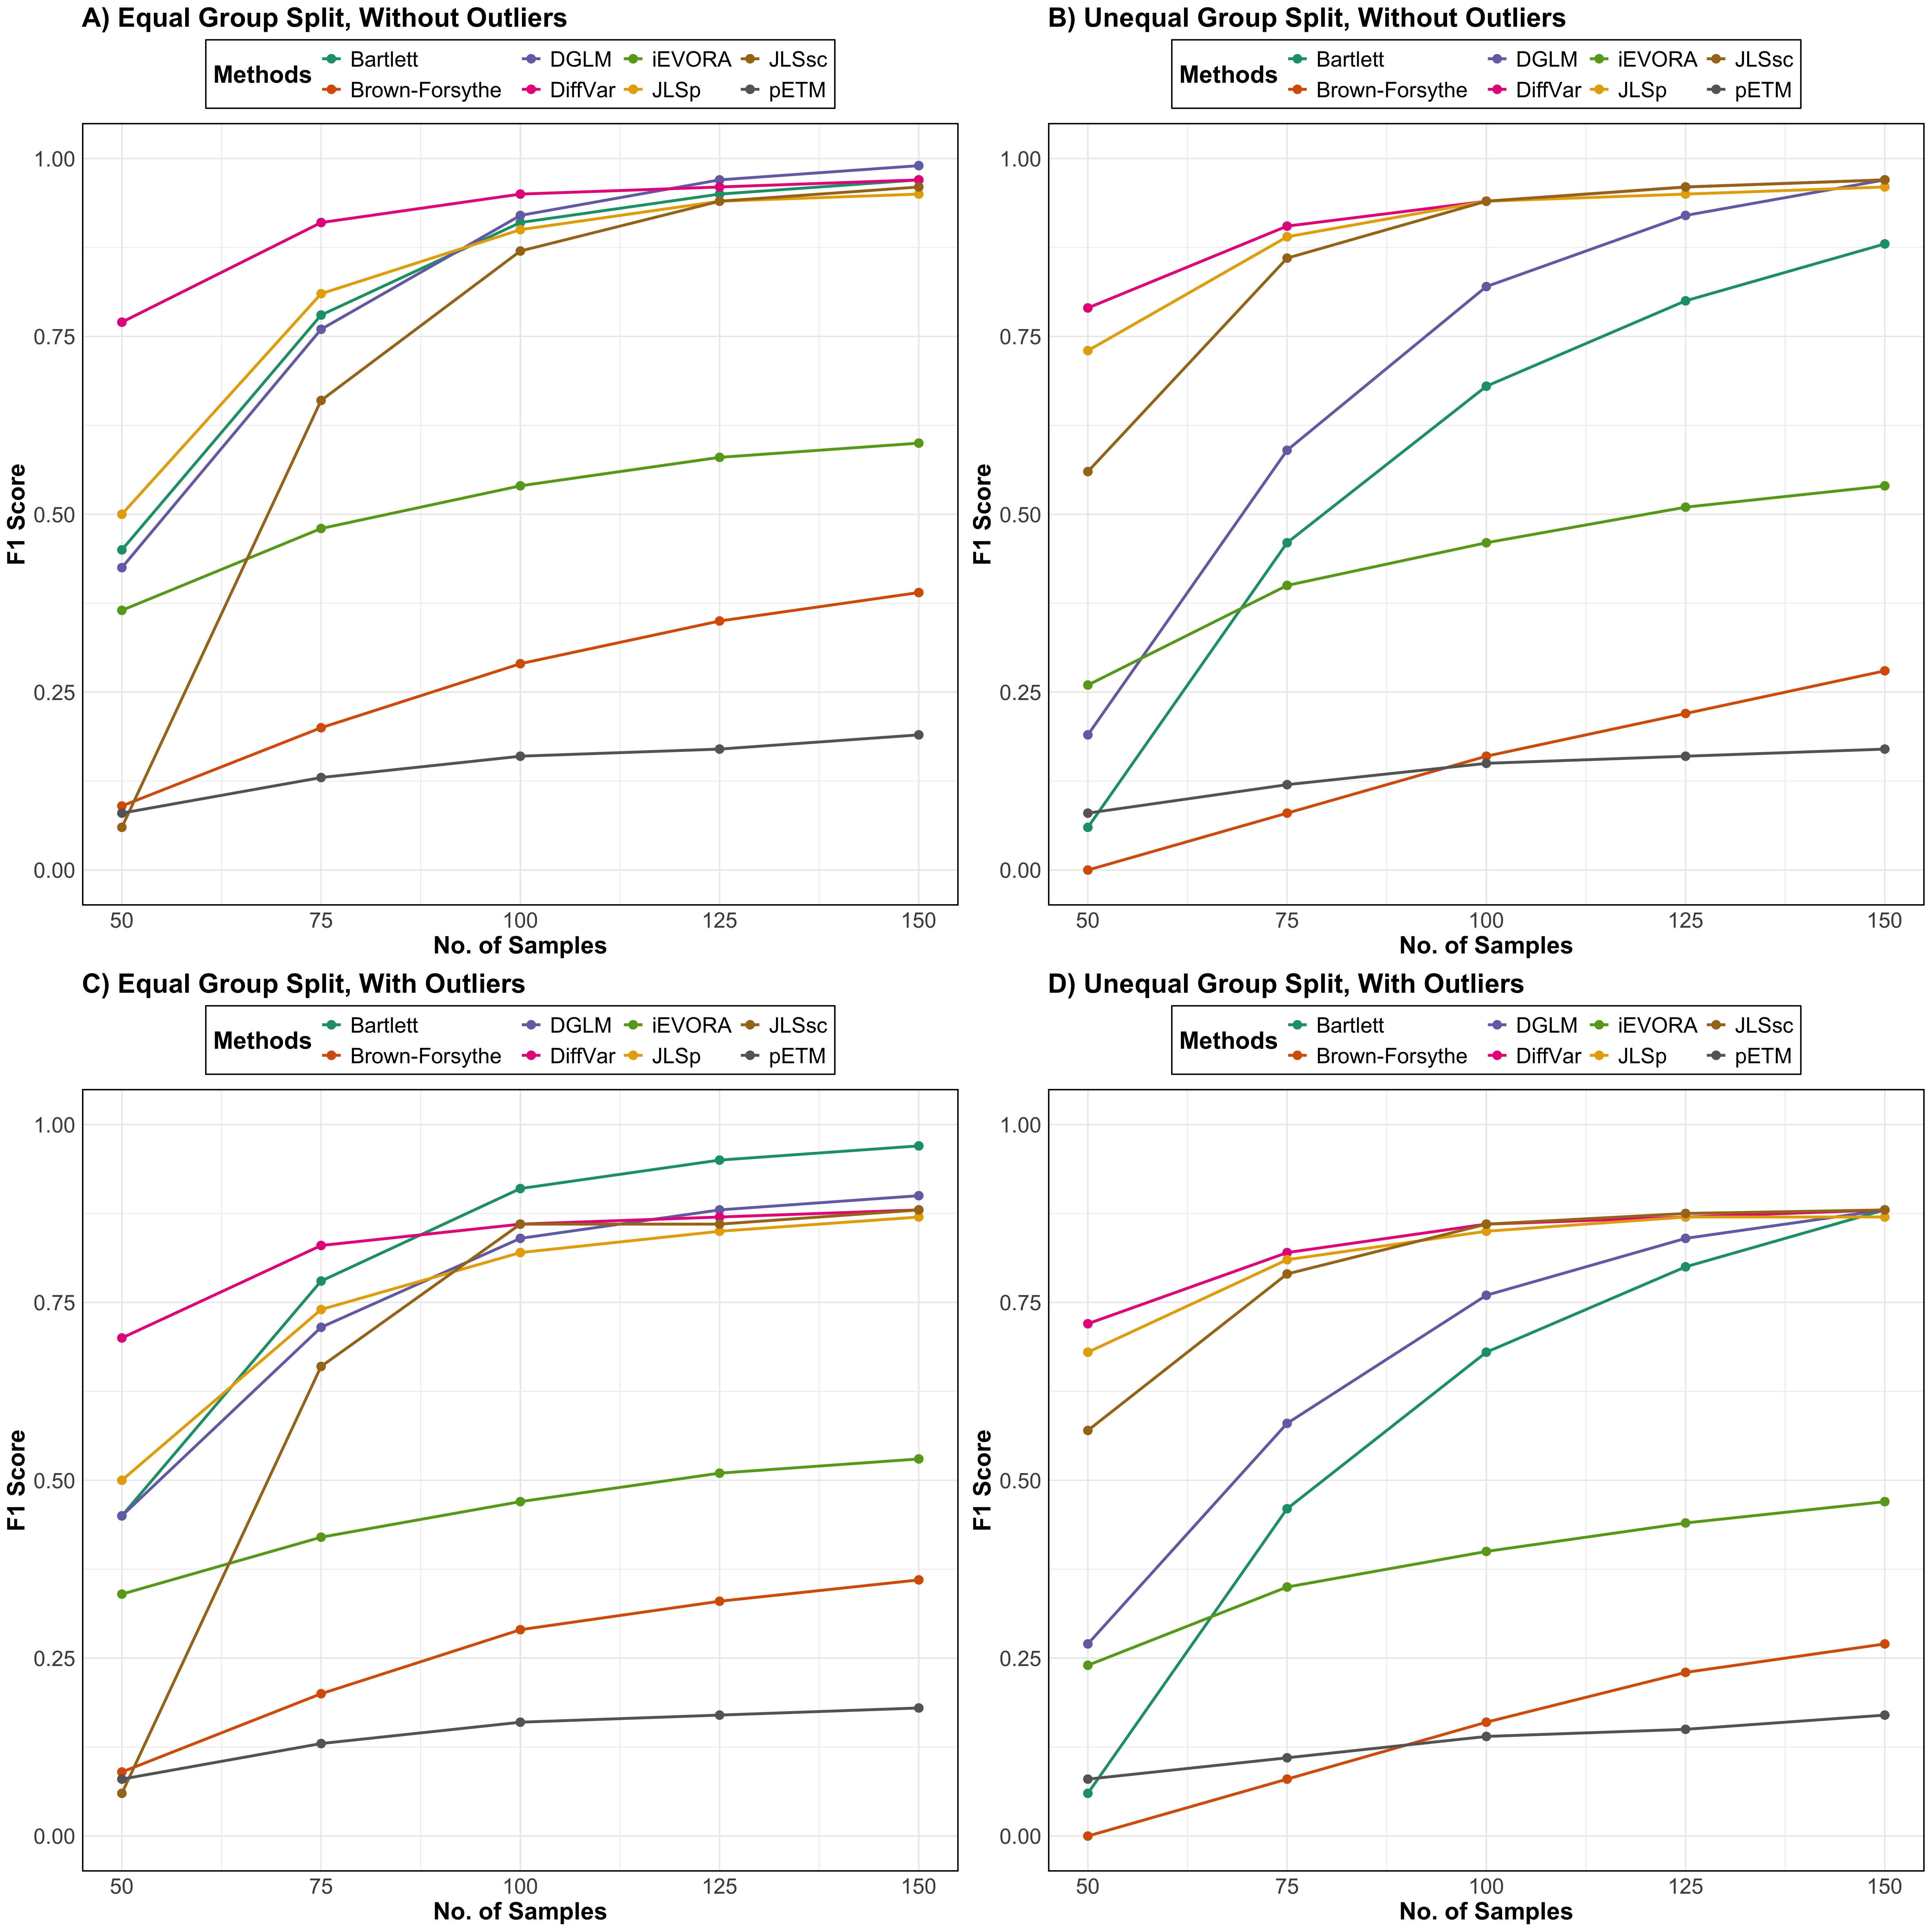 A) Equal Group Split, Without Outliers
Methods
Bartlett DGLM iEVORA JLSsc
Brown-Forsythe DiffVar JLSp pETM
1.00
0.75
0.50
0.25
0.00
F1 Score
50 75 100 125 150
No. of Samples
B) Unequal Group Split, Without Outliers
Methods
Bartlett DGLM iEVORA JLSsc
Brown-Forsythe DiffVar JLSp pETM
1.00
0.75
0.50
0.25
0.00
F1 Score
50 75 100 125 150
No. of Samples
C) Equal Group Split, With Outliers
Methods
Bartlett DGLM iEVORA JLSsc
Brown-Forsythe DiffVar JLSp pETM
1.00
0.75
0.50
0.25
0.00
F1 Score
50 75 100 125 150
No. of Samples
D) Unequal Group Split, With Outliers
Methods
Bartlett DGLM iEVORA JLSsc
Brown-Forsythe DiffVar JLSp pETM
1.00
0.75
0.50
0.25
0.00
F1 Score
50 75 100 125 150
No. of Samples